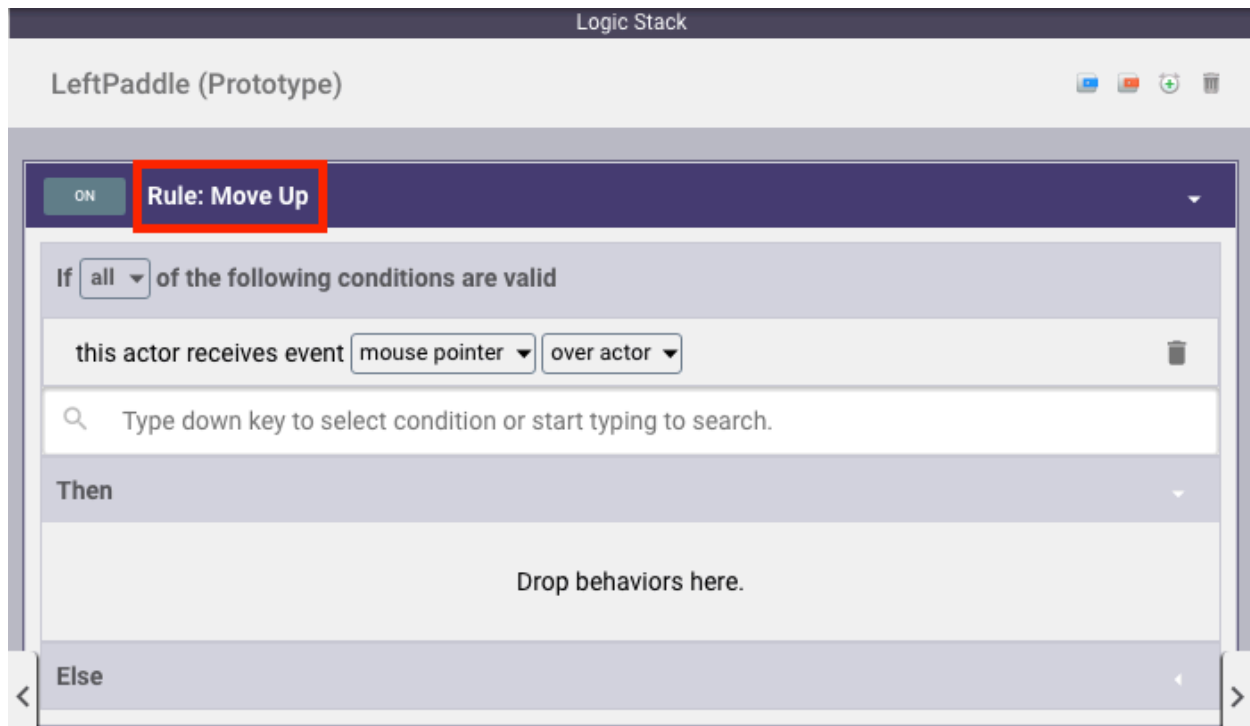 Logic Stack
LeftPaddle (Prototype)
ON Rule: Move Up
If all of the following conditions are valid
this actor receives event mouse pointer over actor
Type down key to select condition or start typing to search.
Then
Drop behaviors here.
Else